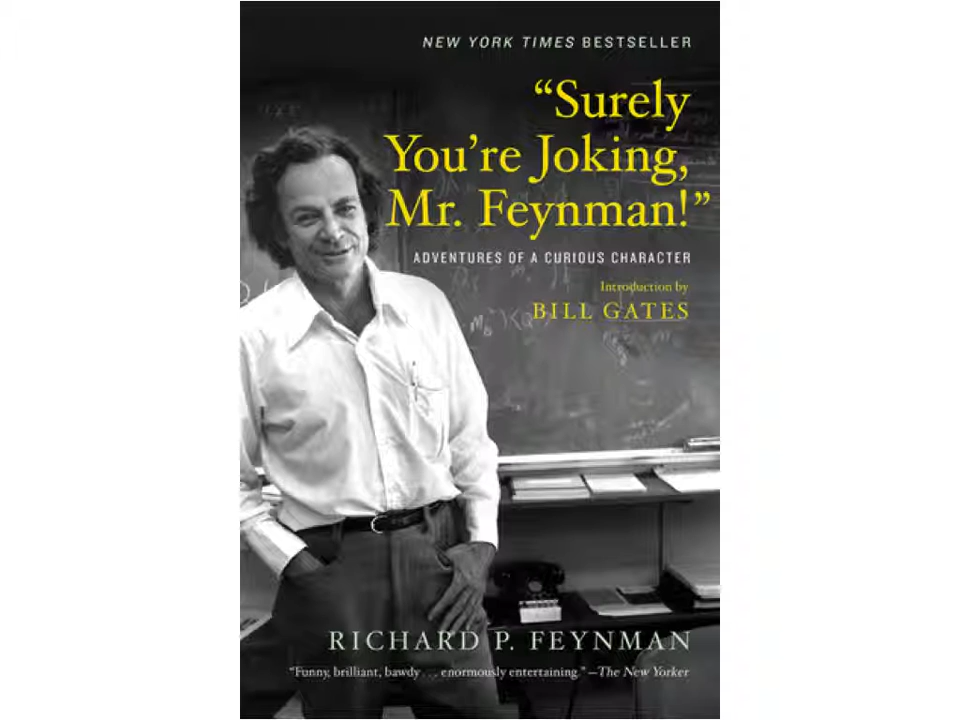 NEW YORK TIMES BESTSELLER
“Surely
You’re Joking,
Mr. Feynman!”
ADVENTURES OF A CURIOUS CHARACTER
Introduction by
BILL GATES
RICHARD P. FEYNMAN
“Funny, brilliant, bawdy . . . enormously entertaining.” —The New Yorker